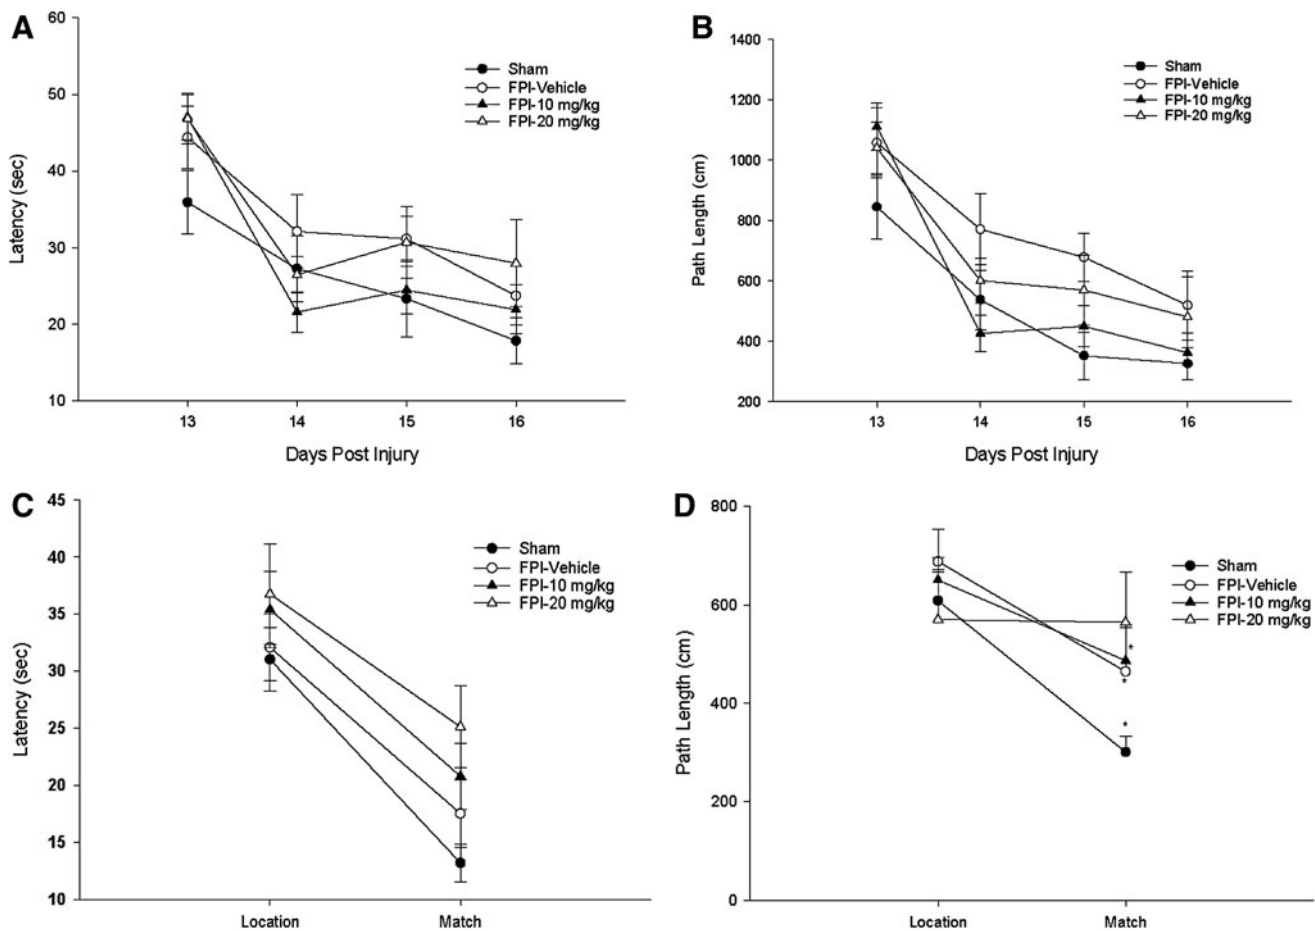 A
60
50
40
30
20
10
Latency (sec)
Sham
FPI-Vehicle
FPI-10 mg/kg
FPI-20 mg/kg
13 14 15 16
Days Post Injury
B
1400
1200
1000
800
600
400
200
Path Length (cm)
Sham
FPI-Vehicle
FPI-10 mg/kg
FPI-20 mg/kg
13 14 15 16
Days Post Injury
C
45
40
35
30
25
20
15
10
Latency (sec)
Sham
FPI-Vehicle
FPI-10 mg/kg
FPI-20 mg/kg
Location Match
D
800
600
400
200
0
Path Length (cm)
Sham
FPI-Vehicle
FPI-10 mg/kg
FPI-20 mg/kg
*
*
*
Location Match